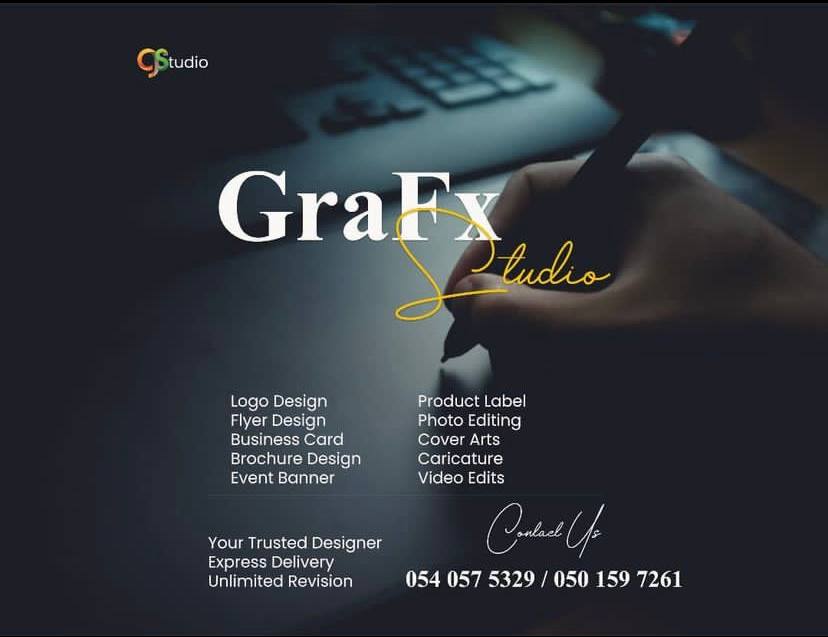 GStudio
GraFx
Studio
Logo Design
Flyer Design
Business Card
Brochure Design
Event Banner
Product Label
Photo Editing
Cover Arts
Caricature
Video Edits
Your Trusted Designer
Express Delivery
Unlimited Revision
Contact Us
054 057 5329 / 050 159 7261